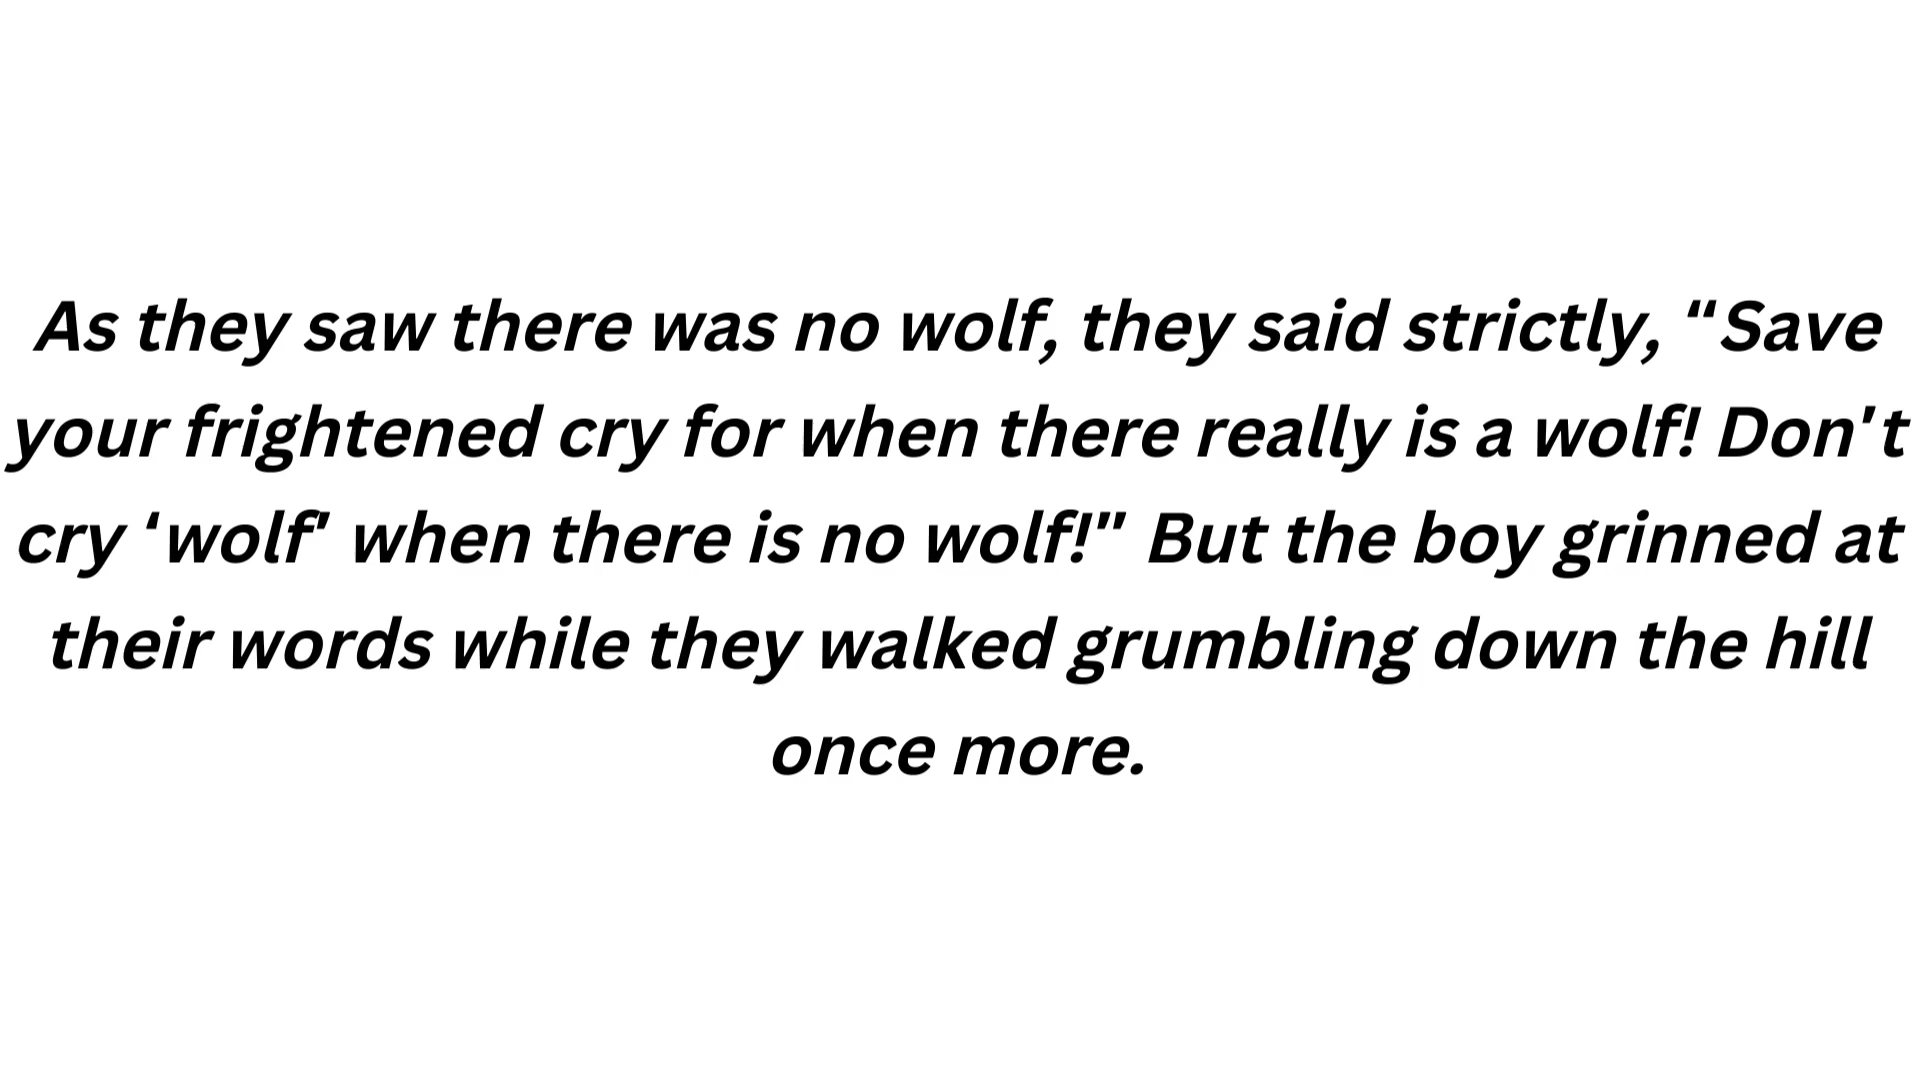 As they saw there was no wolf, they said strictly, “Save
your frightened cry for when there really is a wolf! Don't
cry ‘wolf' when there is no wolf!" But the boy grinned at
their words while they walked grumbling down the hill
once more.